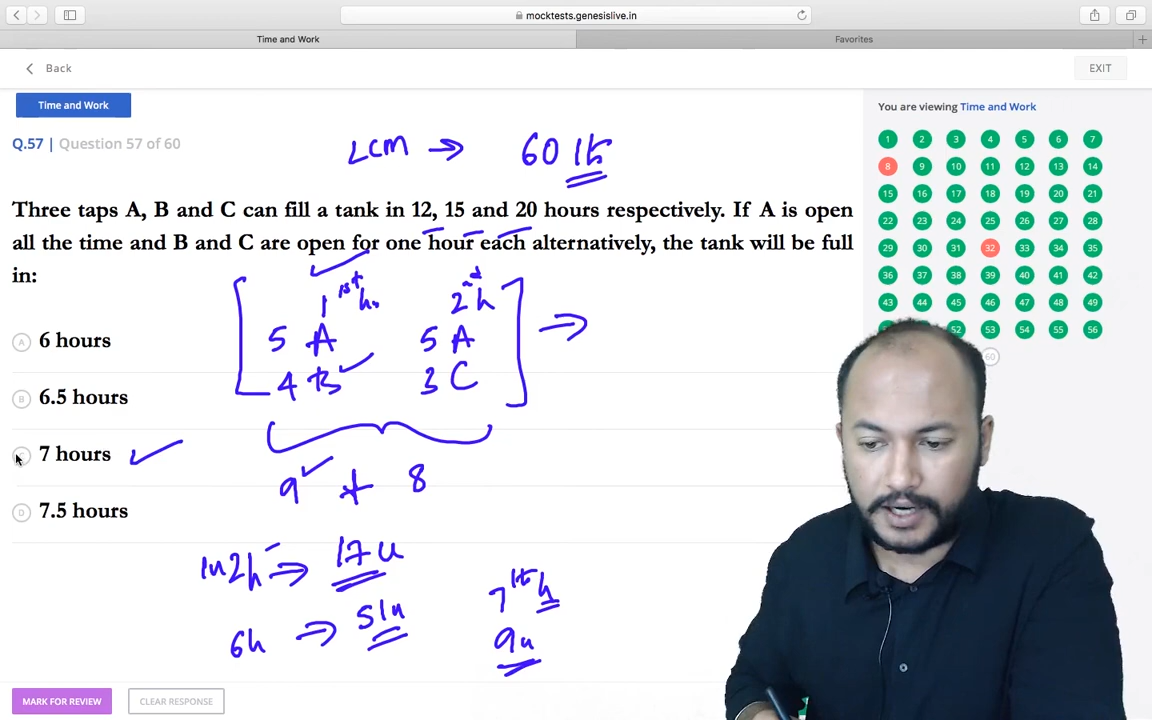 mocktests.genesislive.in
Time and Work
Favorites
Back
EXIT
Time and Work
You are viewing Time and Work
Q.57 | Question 57 of 60
LCM → 60 lts
1 2 3 4 5 6 7
8 9 10 11 12 13 14
15 16 17 18 19 20 21
22 23 24 25 26 27 28
29 30 31 32 33 34 35
36 37 38 39 40 41 42
43 44 45 46 47 48 49
52 53 54 55 56
60
Three taps A, B and C can fill a tank in 12, 15 and 20 hours respectively. If A is open
all the time and B and C are open for one hour each alternatively, the tank will be full
in:
1st h. 2nd h
5 A 5 A →
4 B 3 C
A 6 hours
B 6.5 hours
7 hours
D 7.5 hours
9 + 8
In 2h ⇒ 17 u
6h ⇒ 51u
7th h
9u
MARK FOR REVIEW
CLEAR RESPONSE